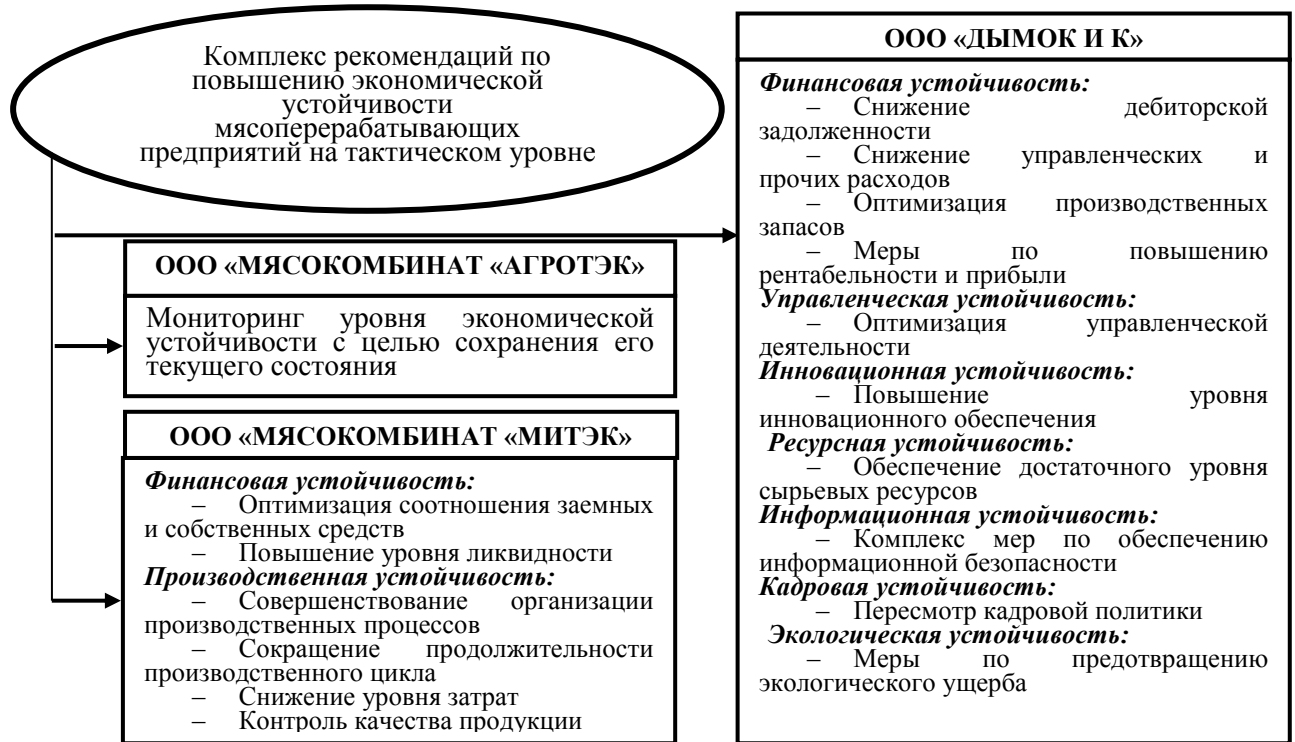 Комплекс рекомендаций по
повышению экономической
устойчивости
мясоперерабатывающих
предприятий на тактическом уровне
ООО «МЯСОКОМБИНАТ «АГРОТЭК»
Мониторинг уровня экономической
устойчивости с целью сохранения его
текущего состояния
ООО «МЯСОКОМБИНАТ «МИТЭК»
Финансовая устойчивость:
– Оптимизация соотношения заемных
и собственных средств
– Повышение уровня ликвидности
Производственная устойчивость:
– Совершенствование организации
производственных процессов
– Сокращение продолжительности
производственного цикла
– Снижение уровня затрат
– Контроль качества продукции
ООО «ДЫМОК И К»
Финансовая устойчивость:
– Снижение дебиторской
задолженности
– Снижение управленческих и
прочих расходов
– Оптимизация производственных
запасов
– Меры по повышению
рентабельности и прибыли
Управленческая устойчивость:
– Оптимизация управленческой
деятельности
Инновационная устойчивость:
– Повышение уровня
инновационного обеспечения
Ресурсная устойчивость:
– Обеспечение достаточного уровня
сырьевых ресурсов
Информационная устойчивость:
– Комплекс мер по обеспечению
информационной безопасности
Кадровая устойчивость:
– Пересмотр кадровой политики
Экологическая устойчивость:
– Меры по предотвращению
экологического ущерба